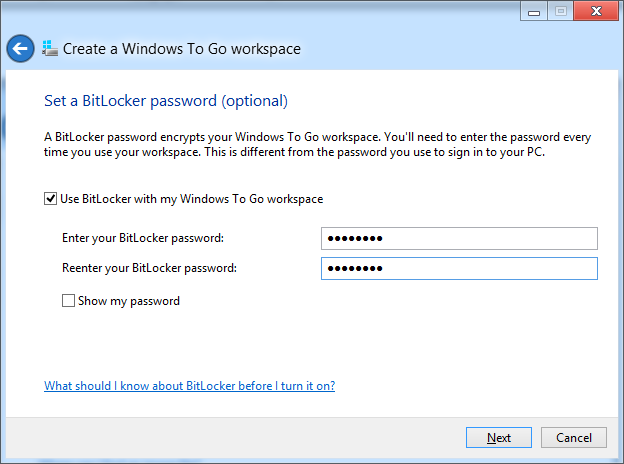 Create a Windows To Go workspace
Set a BitLocker password (optional)
A BitLocker password encrypts your Windows To Go workspace. You'll need to enter the password every
time you use your workspace. This is different from the password you use to sign in to your PC.
Use BitLocker with my Windows To Go workspace
Enter your BitLocker password: ●●●●●●●●
Reenter your BitLocker password: ●●●●●●●●
Show my password
What should I know about BitLocker before I turn it on?
Next Cancel